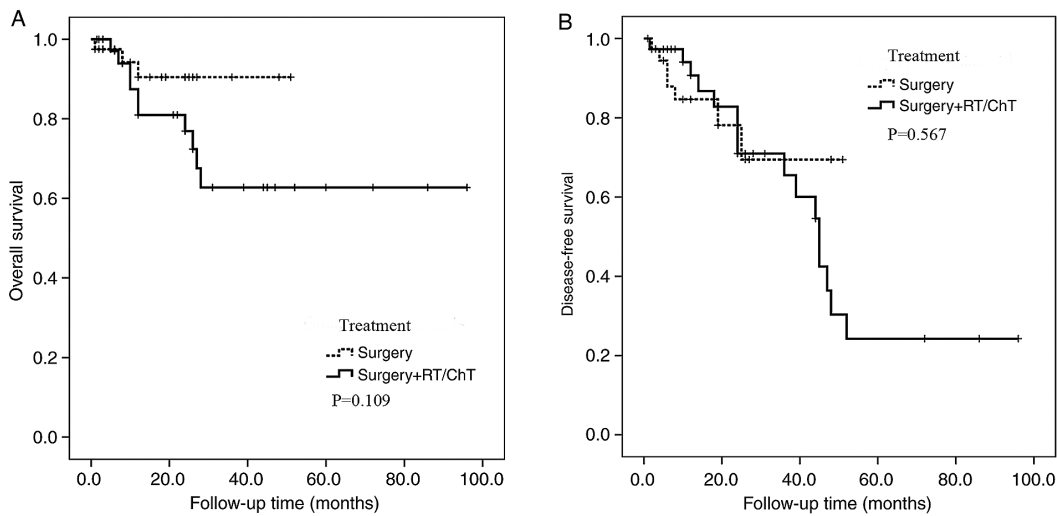 A
1.0
0.8
0.6
0.4
0.2
0.0
Overall survival
Treatment
Surgery
Surgery+RT/ChT
P=0.109
0.0 20.0 40.0 60.0 80.0 100.0
Follow-up time (months)
B
1.0
0.8
0.6
0.4
0.2
0.0
Disease-free survival
Treatment
Surgery
Surgery+RT/ChT
P=0.567
0.0 20.0 40.0 60.0 80.0 100.0
Follow-up time (months)